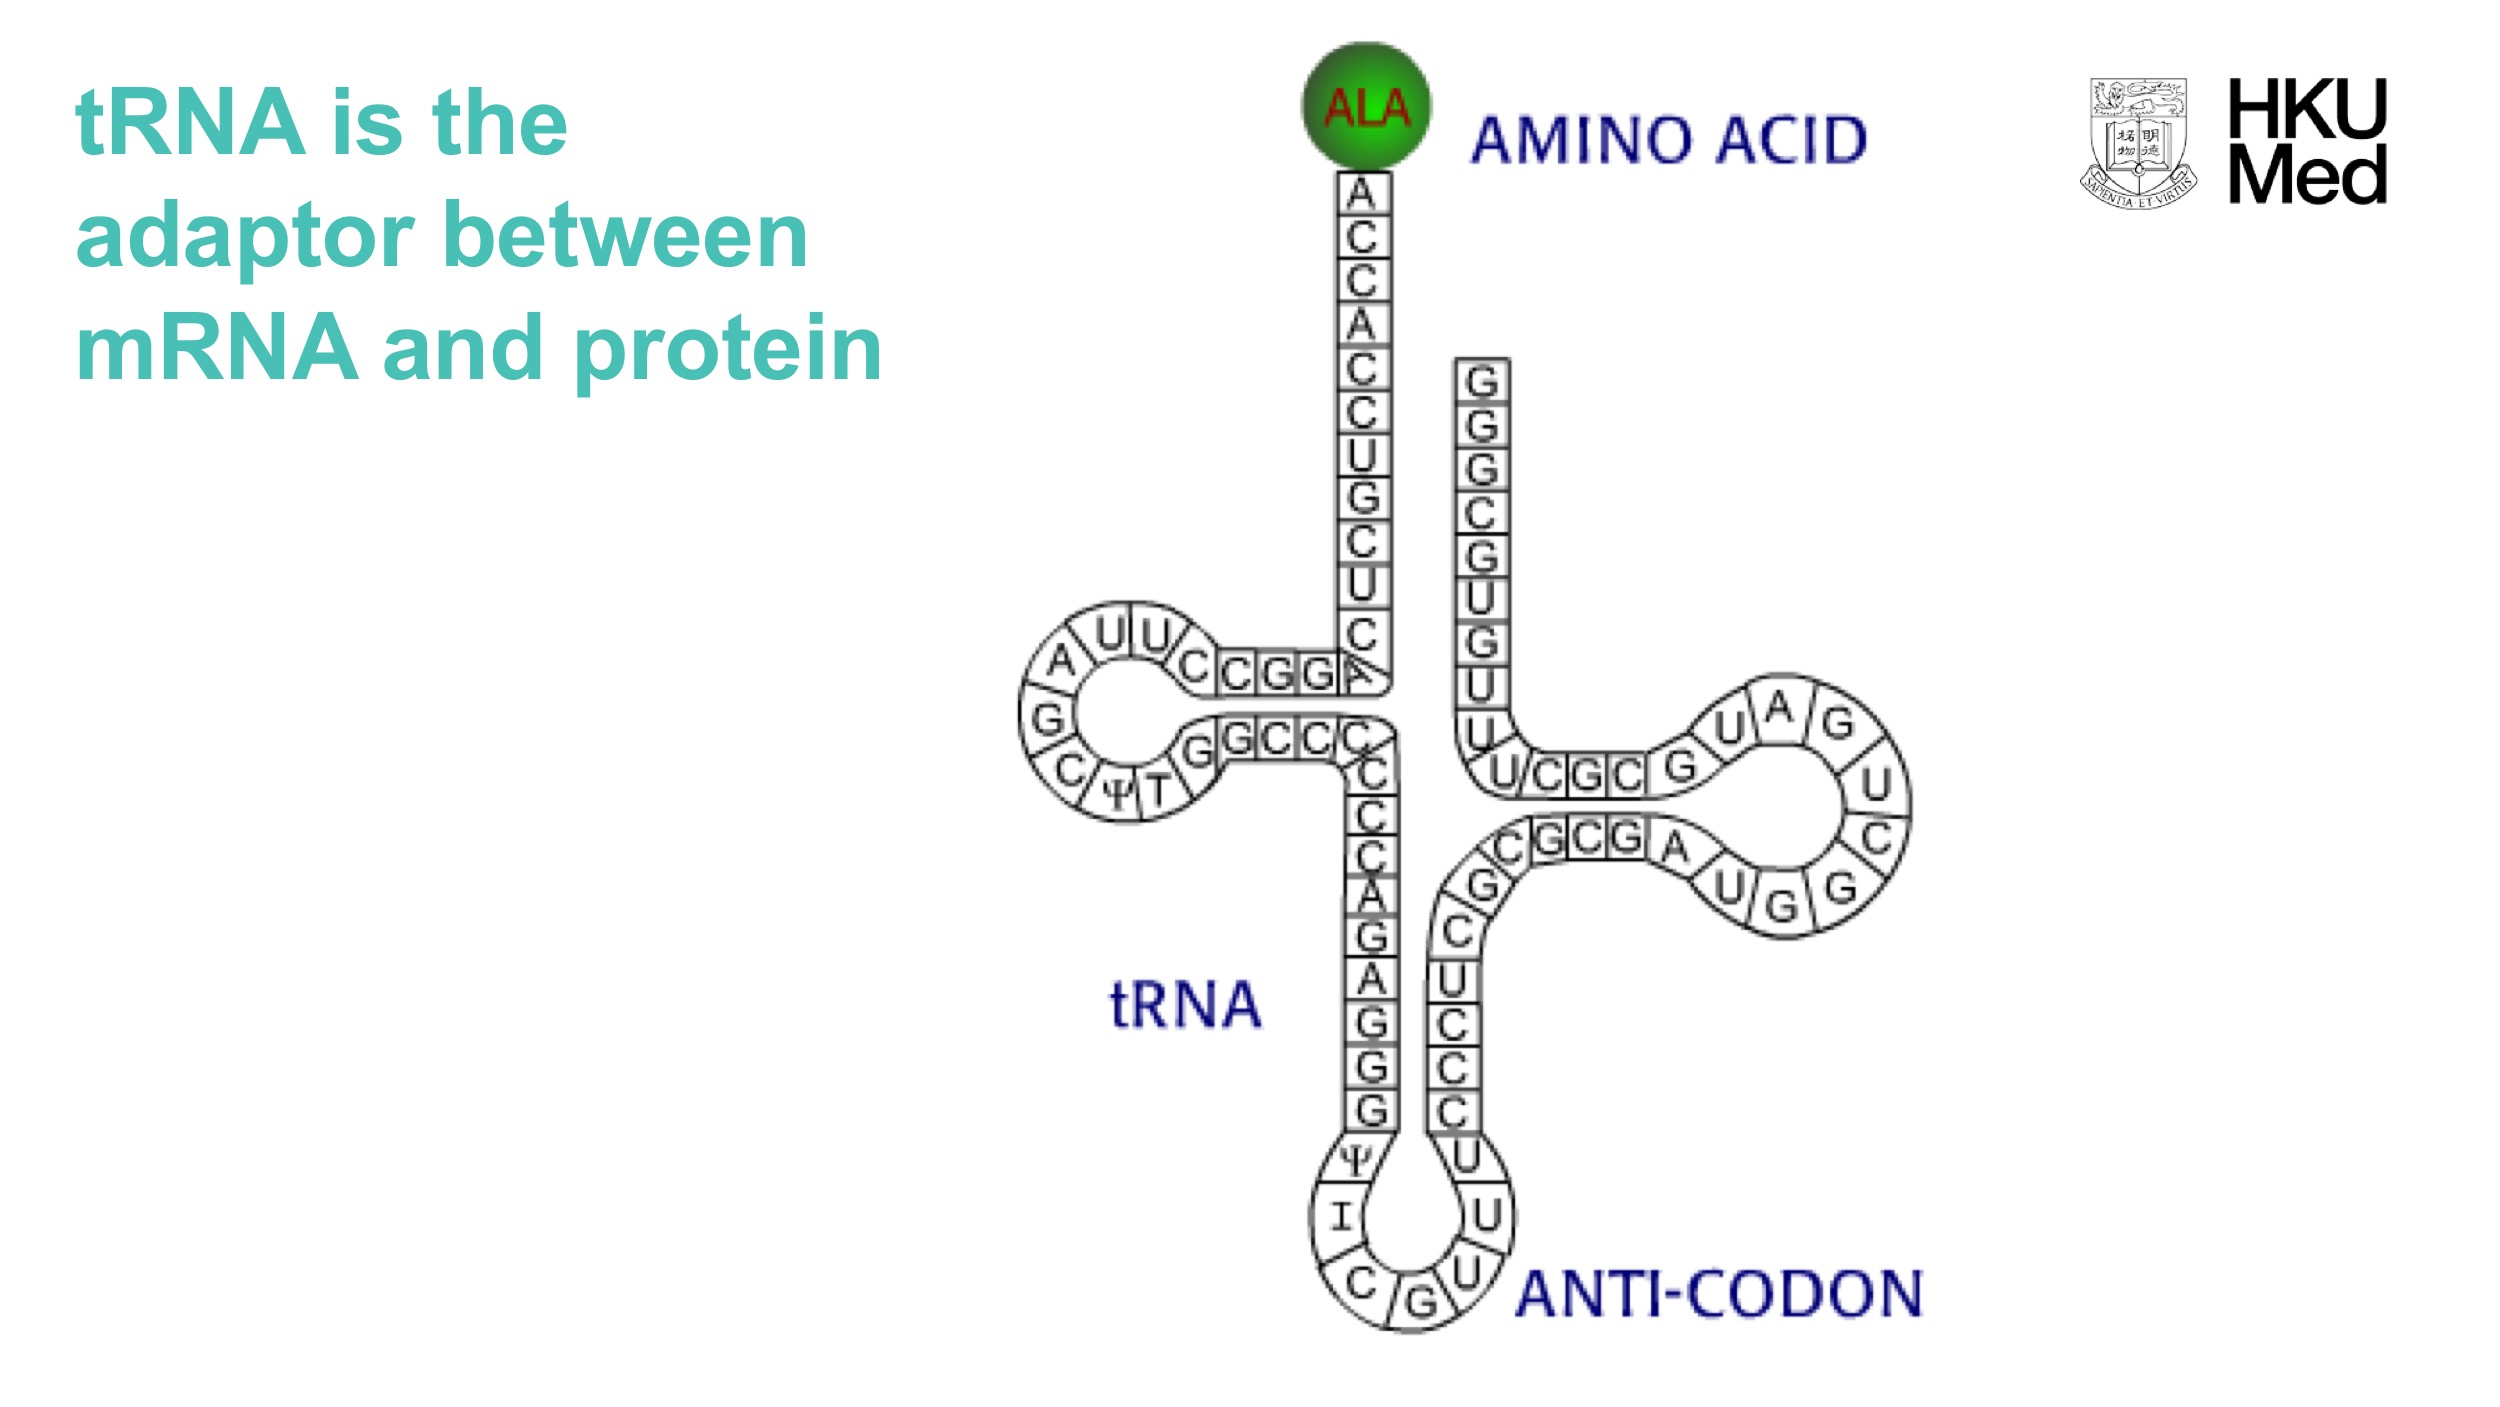 tRNA is the
adaptor between
mRNA and protein
HKU
Med
明德
格物
SAPIENTIA·ET·VIRTUS
ALA
AMINO ACID
A
C
C
A
C
C
U
G
C
U
C
G
G
G
C
G
U
G
U
U
U C G C G U A G U C G G U A G C G C G C
A U U C C G G A
G C Ψ T G G C C C C
C
C
A
G
A
G
G
G
U
C
C
C
tRNA
Ψ U
I U
C G U
ANTI-CODON